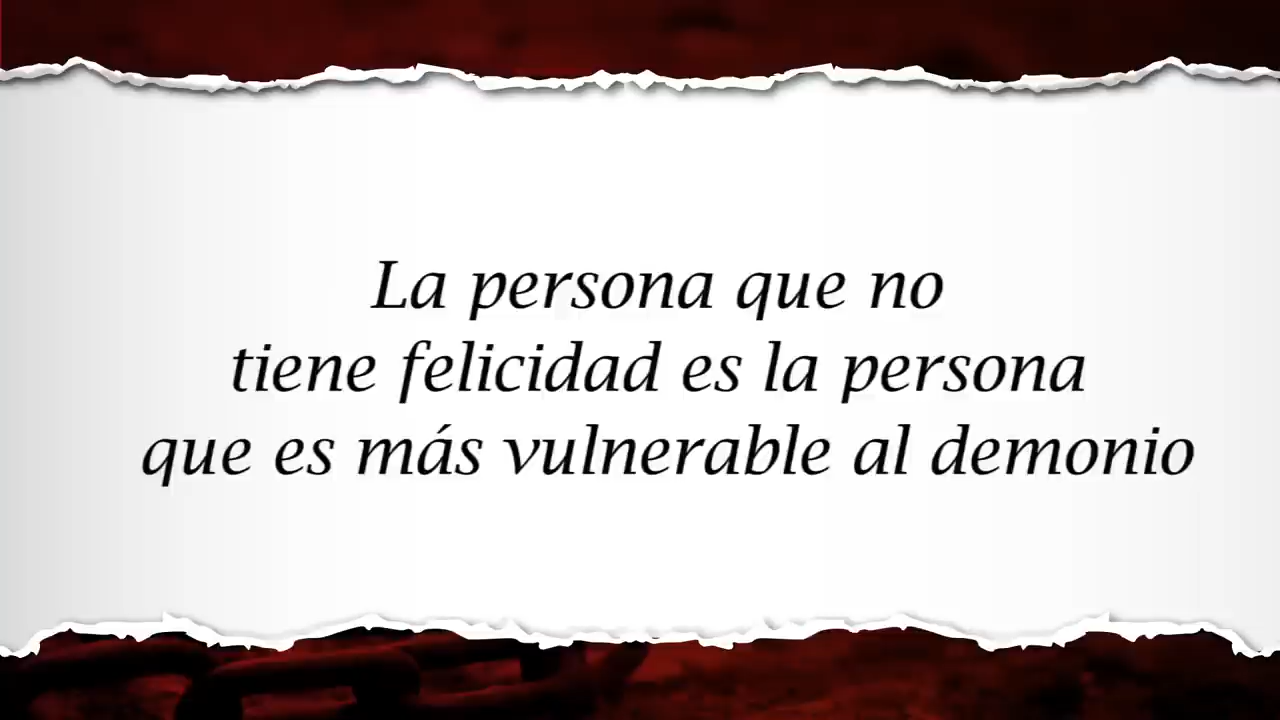 La persona que no
tiene felicidad es la persona
que es más vulnerable al demonio